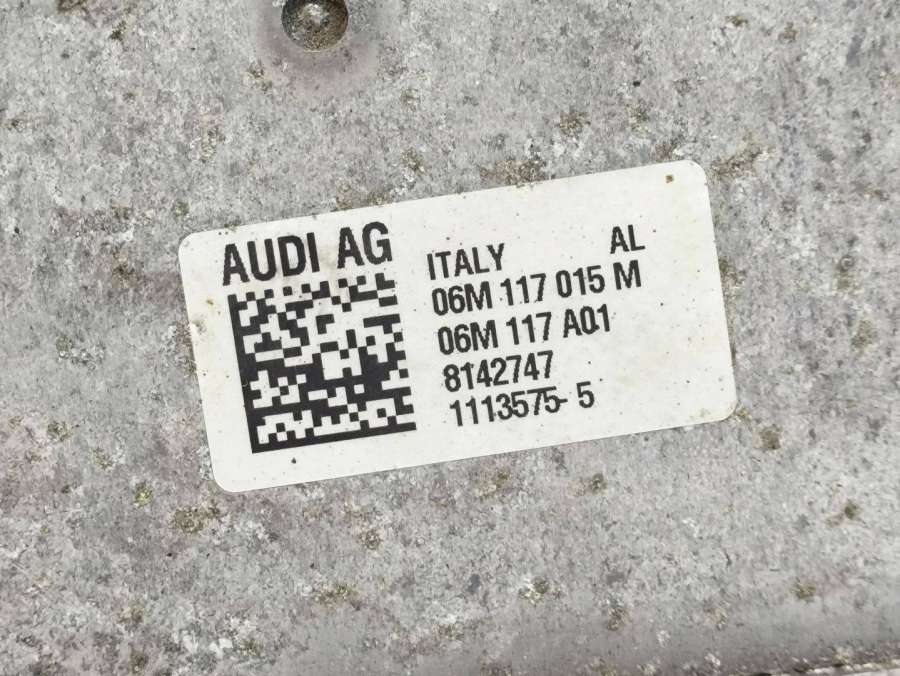 AUDI AG
ITALY AL
06M 117 015 M
06M 117 A01
8142747
1113575- 5